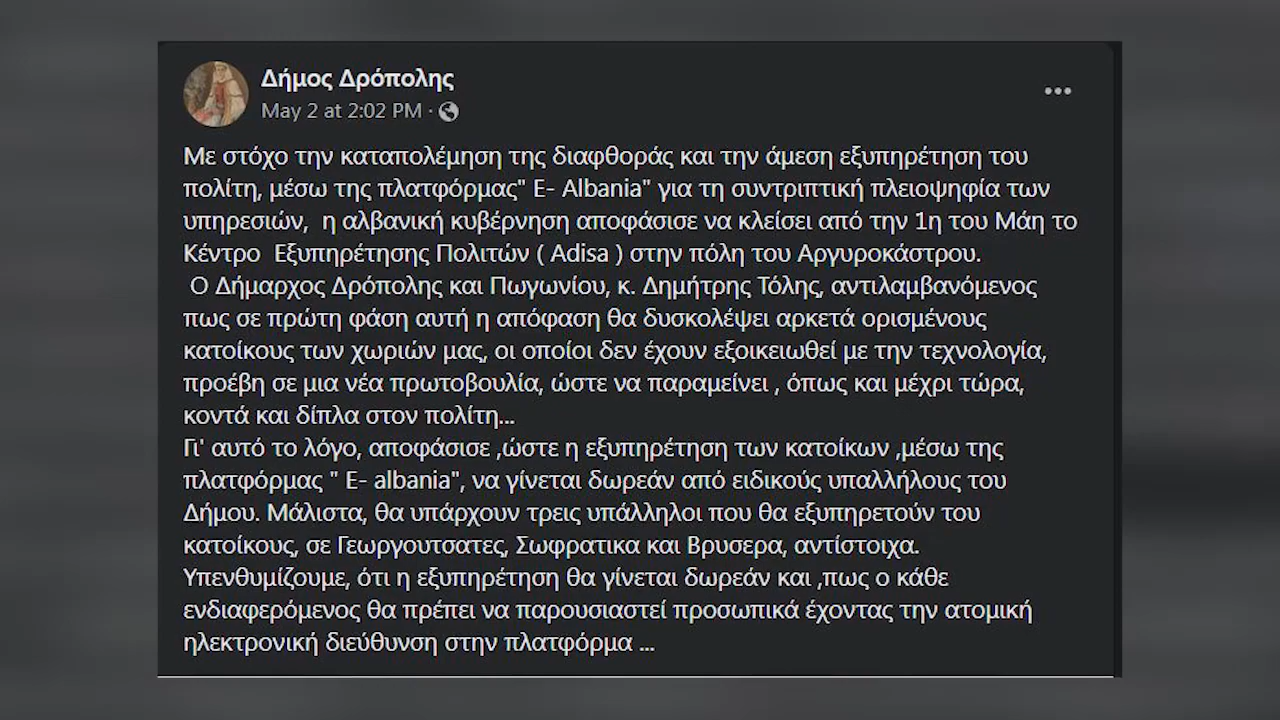 Δήμος Δρόπολης
May 2 at 2:02 PM ·
Με στόχο την καταπολέμηση της διαφθοράς και την άμεση εξυπηρέτηση του
πολίτη, μέσω της πλατφόρμας" E- Albania" για τη συντριπτική πλειοψηφία των
υπηρεσιών,  η αλβανική κυβέρνηση αποφάσισε να κλείσει από την 1η του Μάη το
Κέντρο  Εξυπηρέτησης Πολιτών ( Adisa ) στην πόλη του Αργυροκάστρου.
Ο Δήμαρχος Δρόπολης και Πωγωνίου, κ. Δημήτρης Τόλης, αντιλαμβανόμενος
πως σε πρώτη φάση αυτή η απόφαση θα δυσκολέψει αρκετά ορισμένους
κατοίκους των χωριών μας, οι οποίοι δεν έχουν εξοικειωθεί με την τεχνολογία,
προέβη σε μια νέα πρωτοβουλία, ώστε να παραμείνει , όπως και μέχρι τώρα,
κοντά και δίπλα στον πολίτη...
Γι' αυτό το λόγο, αποφάσισε ,ώστε η εξυπηρέτηση των κατοίκων ,μέσω της
πλατφόρμας " E- albania", να γίνεται δωρεάν από ειδικούς υπαλλήλους του
Δήμου. Μάλιστα, θα υπάρχουν τρεις υπάλληλοι που θα εξυπηρετούν του
κατοίκους, σε Γεωργουτσατες, Σωφρατικα και Βρυσερα, αντίστοιχα.
Υπενθυμίζουμε, ότι η εξυπηρέτηση θα γίνεται δωρεάν και ,πως ο κάθε
ενδιαφερόμενος θα πρέπει να παρουσιαστεί προσωπικά έχοντας την ατομική
ηλεκτρονική διεύθυνση στην πλατφόρμα ...